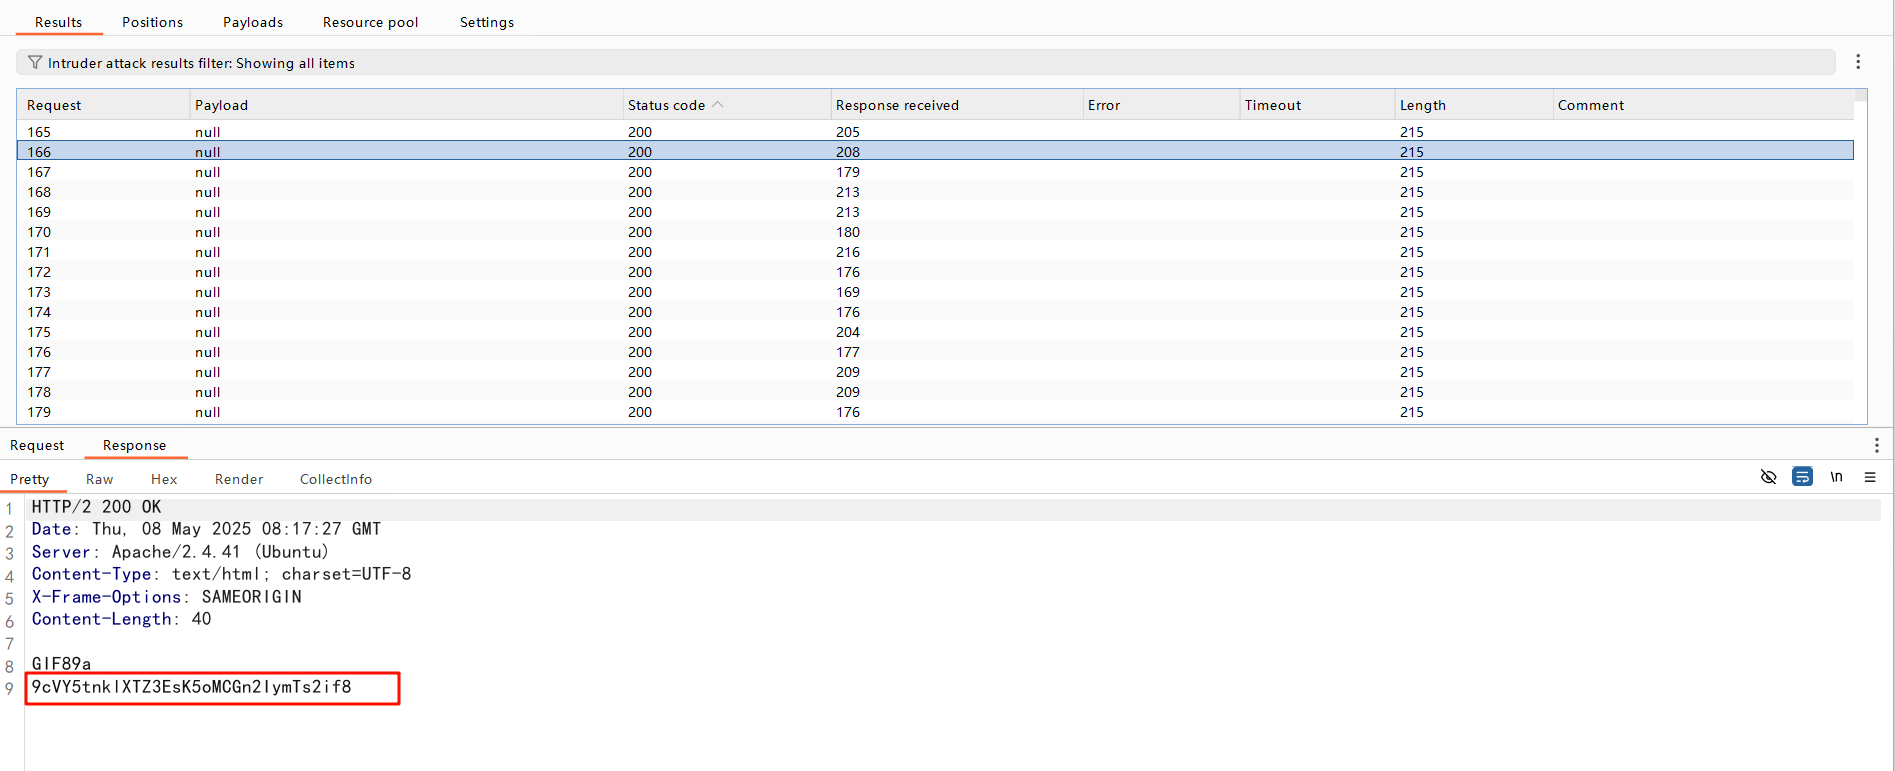 Results Positions Payloads Resource pool Settings
Intruder attack results filter: Showing all items
Request Payload Status code Response received Error Timeout Length Comment
165 null 200 205 215
166 null 200 208 215
167 null 200 179 215
168 null 200 213 215
169 null 200 213 215
170 null 200 180 215
171 null 200 216 215
172 null 200 176 215
173 null 200 169 215
174 null 200 176 215
175 null 200 204 215
176 null 200 177 215
177 null 200 209 215
178 null 200 209 215
179 null 200 176 215
Request Response
Pretty Raw Hex Render CollectInfo \n
1 HTTP/2 200 OK
2 Date: Thu, 08 May 2025 08:17:27 GMT
3 Server: Apache/2.4.41 (Ubuntu)
4 Content-Type: text/html; charset=UTF-8
5 X-Frame-Options: SAMEORIGIN
6 Content-Length: 40
7
8 GIF89a
9 9cVY5tnklXTZ3EsK5oMCGn2IymTs2if8